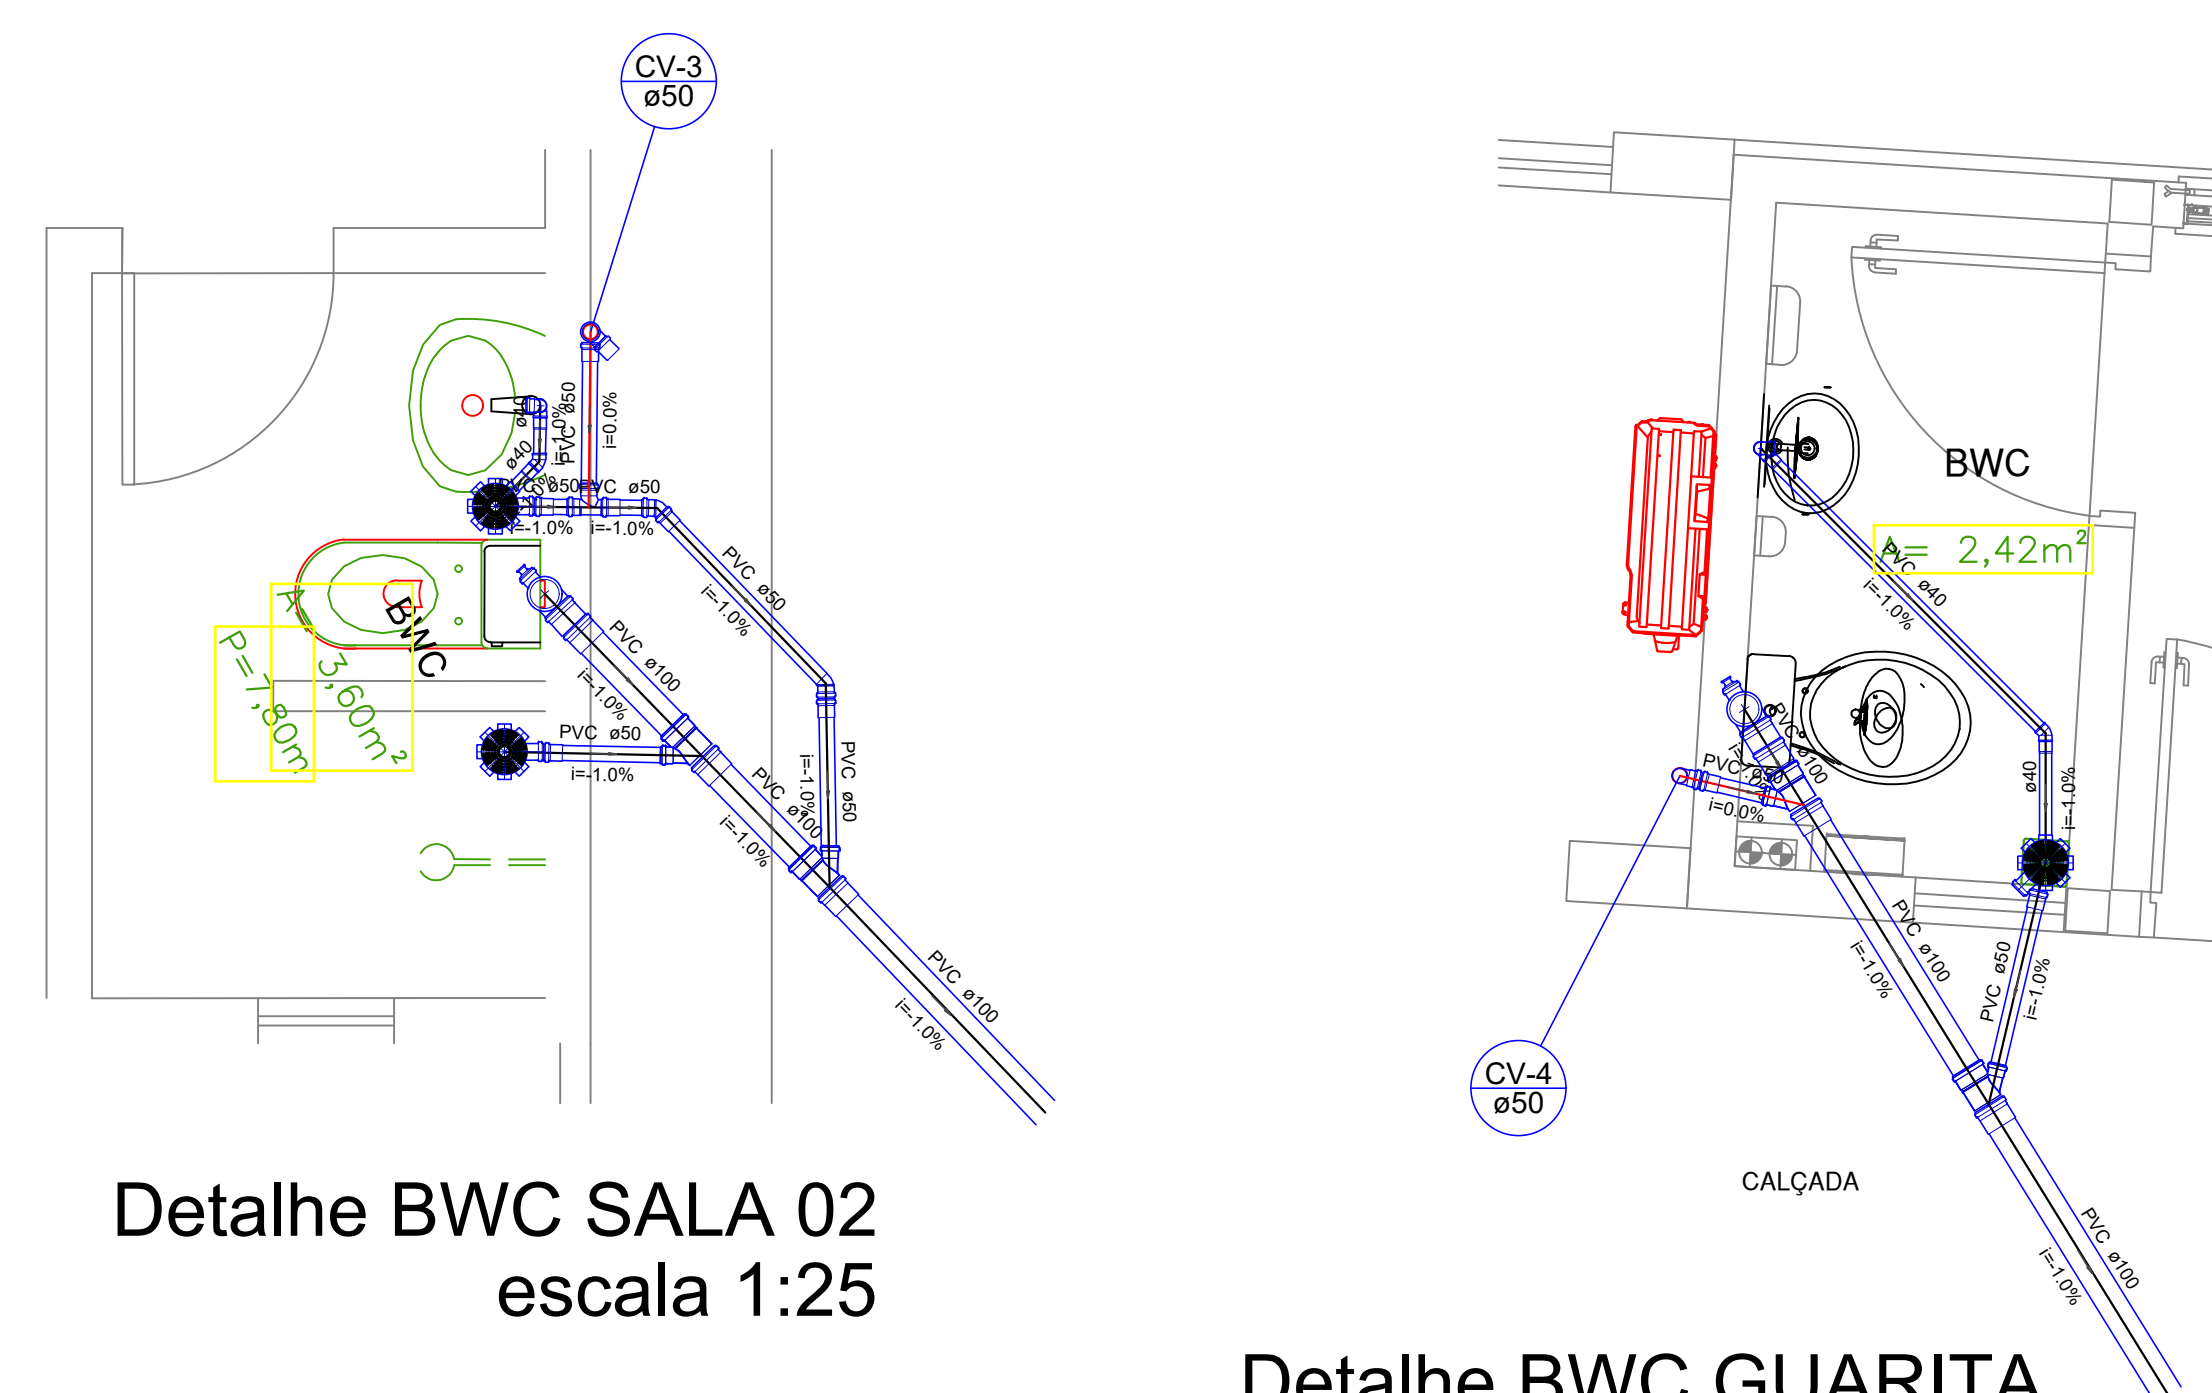 CV-3
ø50
PVC ø50
i=0.0%
ø40
i=-1.0%
ø40
-1.0%
PVC ø50
i=-1.0%
PVC ø50
i=-1.0%
PVC ø50
i=-1.0%
PVC ø100
i=-1.0%
BWC
A= 3,60m²
P=7,80m
PVC ø50
i=-1.0%
PVC ø50
i=-1.0%
PVC ø100
i=-1.0%
PVC ø100
i=-1.0%
Detalhe BWC SALA 02
escala 1:25
BWC
A= 2,42m²
PVC ø40
i=-1.0%
PVC ø100
i=-1.0%
PVC ø50
i=0.0%
ø40
i=-1.0%
PVC ø100
i=-1.0%
PVC ø50
i=-1.0%
CV-4
ø50
CALÇADA
PVC ø100
i=-1.0%
Detalhe BWC GUARITA